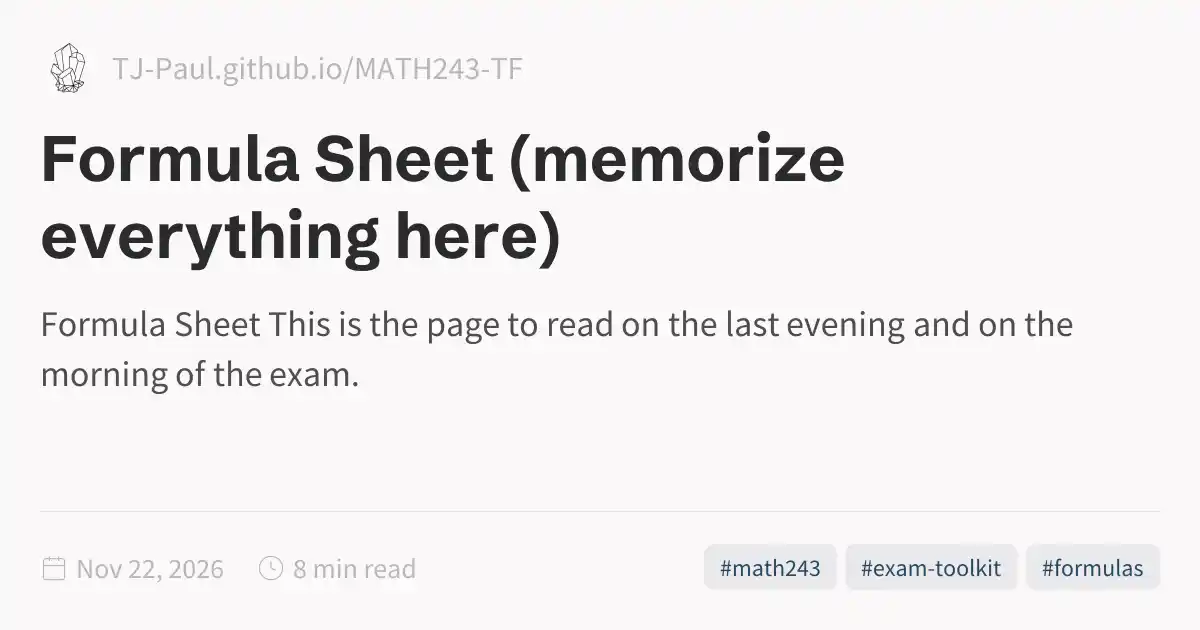 TJ-Paul.github.io/MATH243-TF
Formula Sheet (memorize
everything here)
Formula Sheet This is the page to read on the last evening and on the
morning of the exam.
Nov 22, 2026 8 min read #math243 #exam-toolkit #formulas